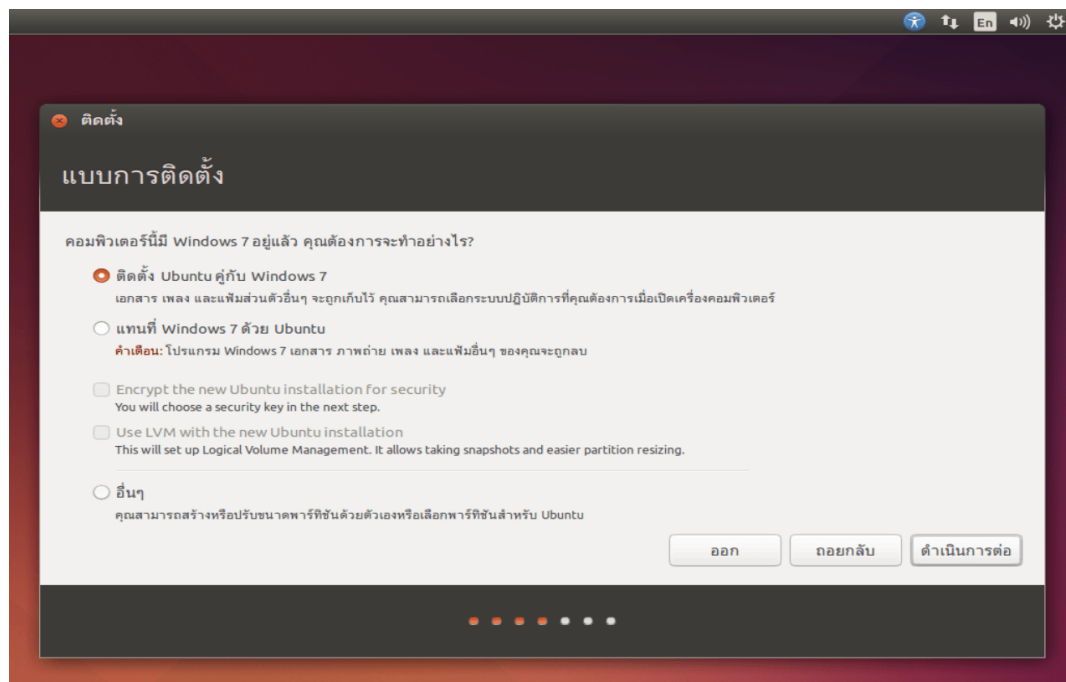 En
ติดตั้ง
แบบการติดตั้ง
คอมพิวเตอร์นี้มี Windows 7 อยู่แล้ว คุณต้องการจะทำอย่างไร?
ติดตั้ง Ubuntu คู่กับ Windows 7
เอกสาร เพลง และแฟ้มส่วนตัวอื่นๆ จะถูกเก็บไว้ คุณสามารถเลือกระบบปฏิบัติการที่คุณต้องการเมื่อเปิดเครื่องคอมพิวเตอร์
แทนที่ Windows 7 ด้วย Ubuntu
คำเตือน: โปรแกรม Windows 7 เอกสาร ภาพถ่าย เพลง และแฟ้มอื่นๆ ของคุณจะถูกลบ
Encrypt the new Ubuntu installation for security
You will choose a security key in the next step.
Use LVM with the new Ubuntu installation
This will set up Logical Volume Management. It allows taking snapshots and easier partition resizing.
อื่นๆ
คุณสามารถสร้างหรือปรับขนาดพาร์ทิชันด้วยตัวเองหรือเลือกพาร์ทิชันสำหรับ Ubuntu
ออก ถอยกลับ ดำเนินการต่อ